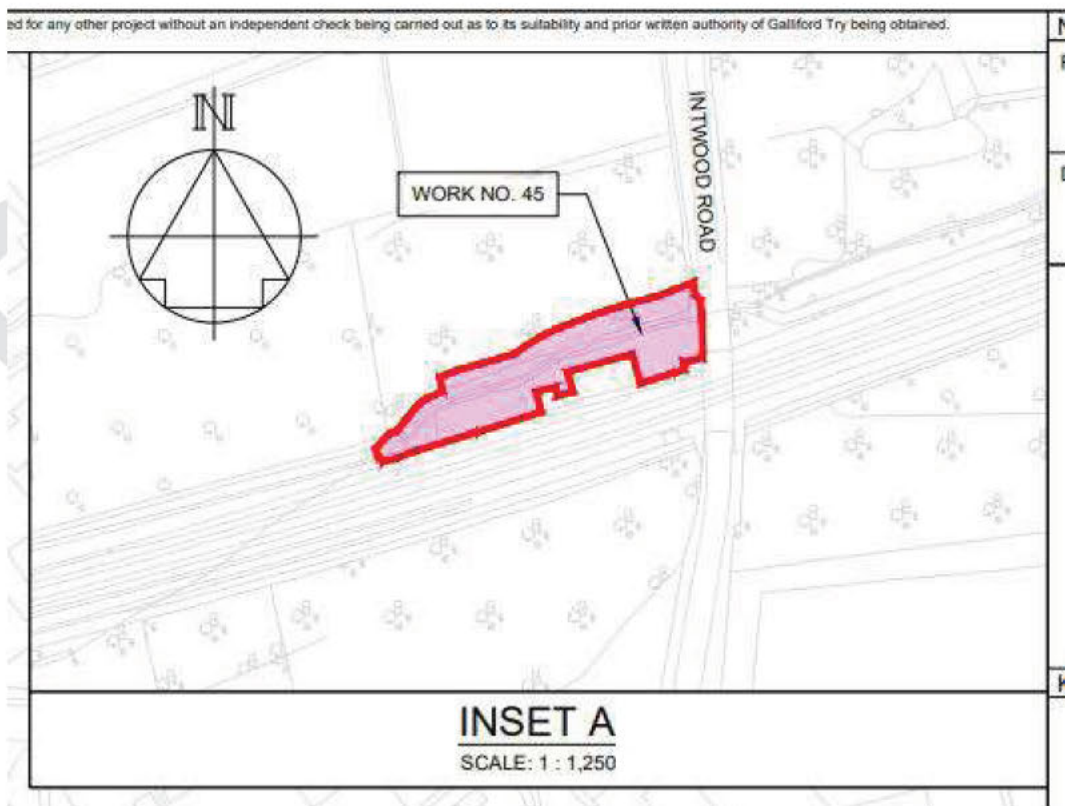 ed for any other project without an independent check being carried out as to its suitability and prior written authority of Galliford Try being obtained.
N
INTWOOD ROAD
WORK NO. 45
INSET A
SCALE: 1 : 1,250